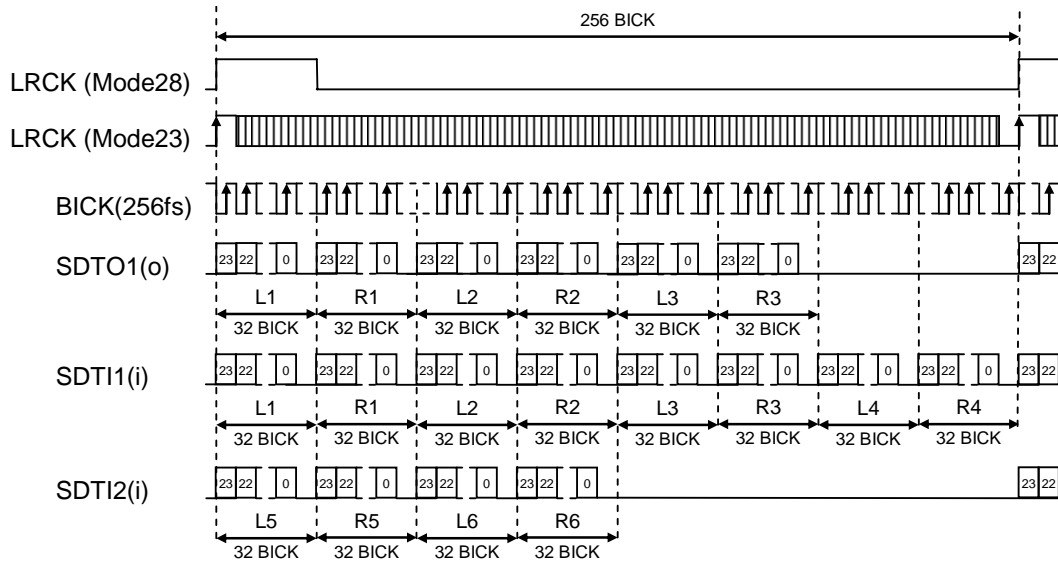 256 BICK
LRCK (Mode28)
LRCK (Mode23)
BICK(256fs)
SDTO1(o)
23 22 0 23 22 0 23 22 0 23 22 0 23 22 0 23 22 0 23 22
L1 R1 L2 R2 L3 R3
32 BICK 32 BICK 32 BICK 32 BICK 32 BICK 32 BICK
SDTI1(i)
23 22 0 23 22 0 23 22 0 23 22 0 23 22 0 23 22 0 23 22 0 23 22 0 23 22
L1 R1 L2 R2 L3 R3 L4 R4
32 BICK 32 BICK 32 BICK 32 BICK 32 BICK 32 BICK 32 BICK 32 BICK
SDTI2(i)
23 22 0 23 22 0 23 22 0 23 22 0 23 22
L5 R5 L6 R6
32 BICK 32 BICK 32 BICK 32 BICK